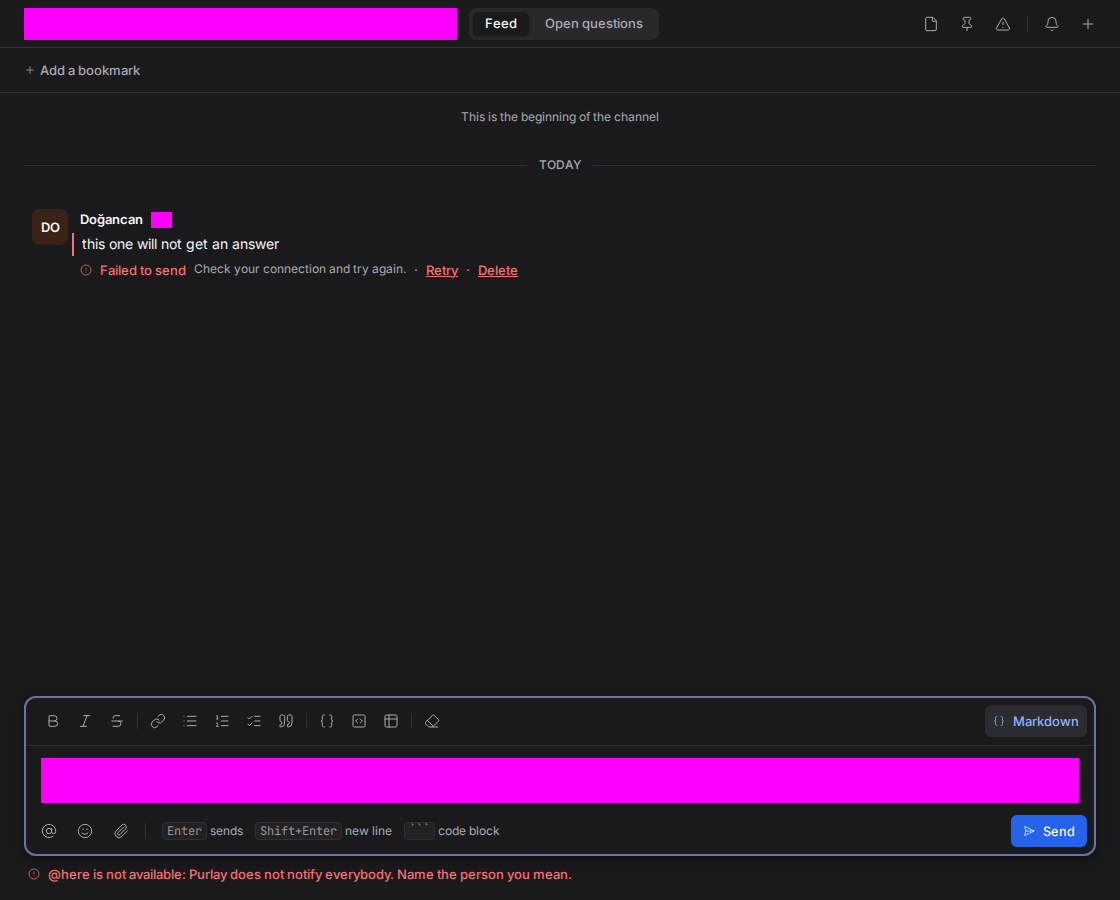 Feed Open questions
+ Add a bookmark
This is the beginning of the channel
TODAY
DO Doğancan
this one will not get an answer
Failed to send Check your connection and try again. · Retry · Delete
Markdown
Enter sends Shift+Enter new line ``` code block Send
@here is not available: Purlay does not notify everybody. Name the person you mean.